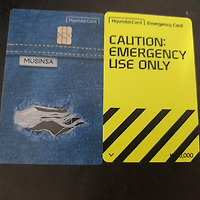 HyundaiCard
MUSINSA
HyundaiCard | Emergency Card
CAUTION:
EMERGENCY
USE ONLY